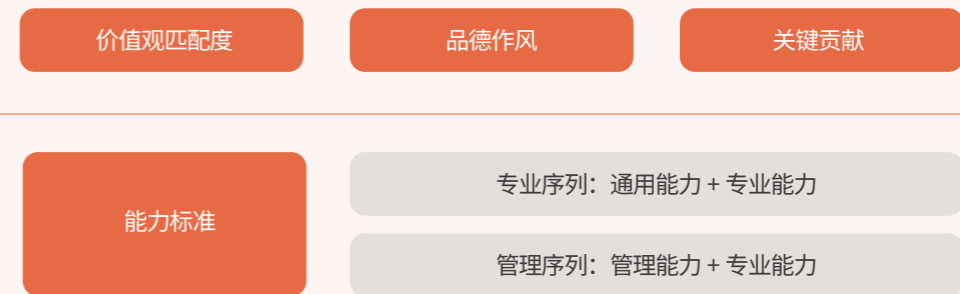 价值观匹配度
品德作风
关键贡献
能力标准
专业序列：通用能力 + 专业能力
管理序列：管理能力 + 专业能力